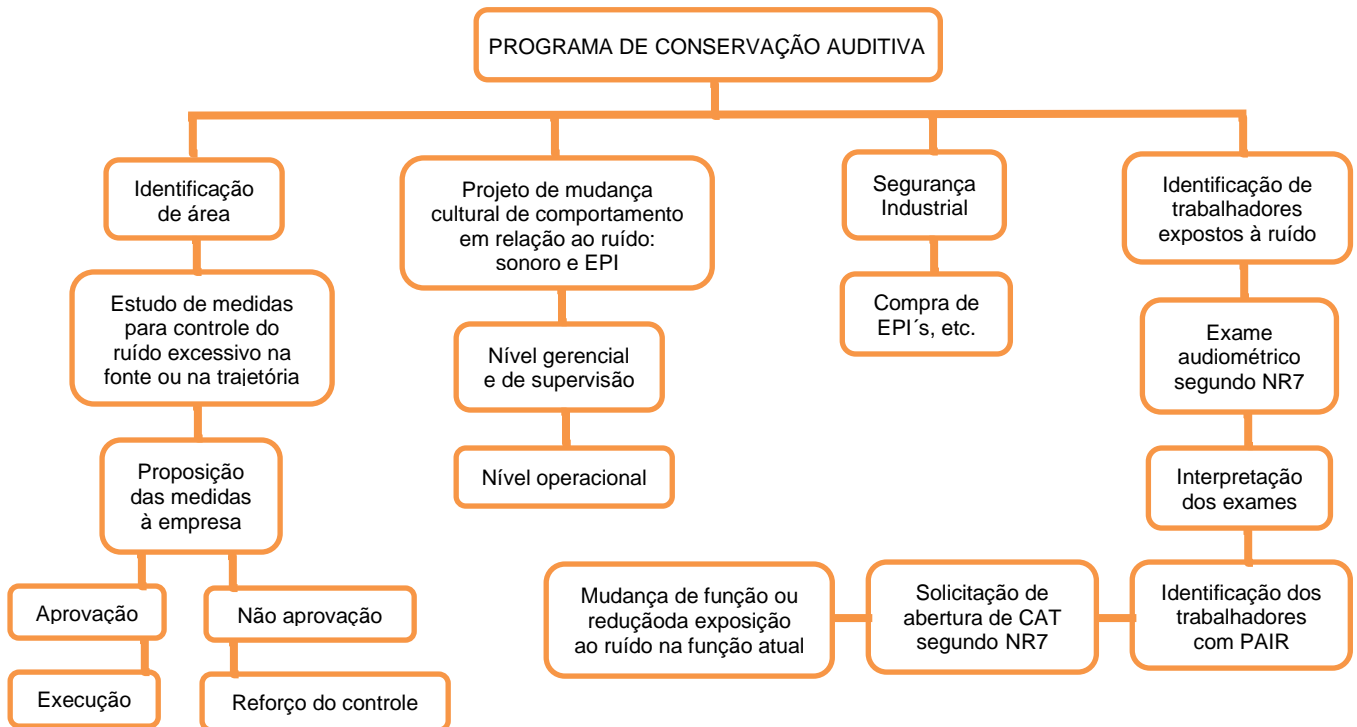 PROGRAMA DE CONSERVAÇÃO AUDITIVA
Identificação
de área
Estudo de medidas
para controle do
ruído excessivo na
fonte ou na trajetória
Proposição
das medidas
à empresa
Aprovação
Execução
Não aprovação
Reforço do controle
Projeto de mudança
cultural de comportamento
em relação ao ruído:
sonoro e EPI
Nível gerencial
e de supervisão
Nível operacional
Segurança
Industrial
Compra de
EPI´s, etc.
Identificação de
trabalhadores
expostos à ruído
Exame
audiométrico
segundo NR7
Interpretação
dos exames
Identificação dos
trabalhadores
com PAIR
Solicitação de
abertura de CAT
segundo NR7
Mudança de função ou
reduçãoda exposição
ao ruído na função atual